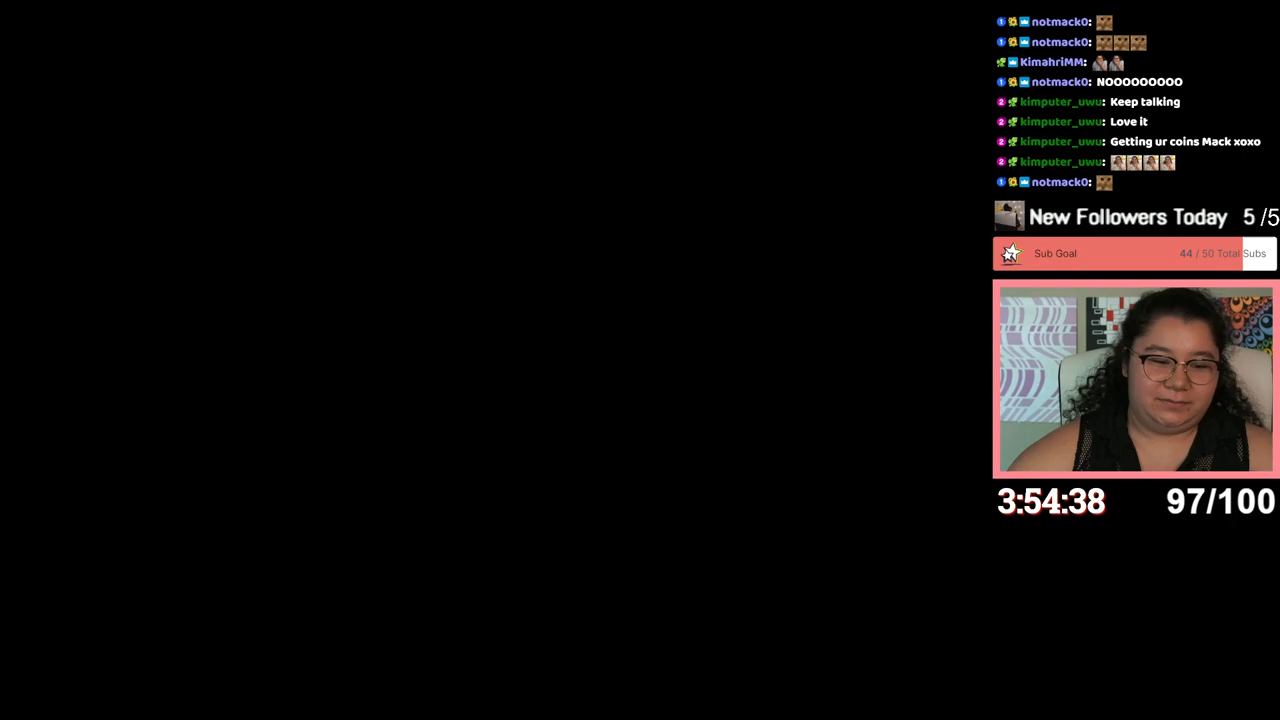 notmack0:
notmack0:
KimahriMM:
notmack0: NOOOOOOOOO
kimputer_uwu: Keep talking
kimputer_uwu: Love it
kimputer_uwu: Getting ur coins Mack xoxo
kimputer_uwu:
notmack0:
New Followers Today 5 /5
Sub Goal 44 / 50 Total Subs
3:54:38 97/100